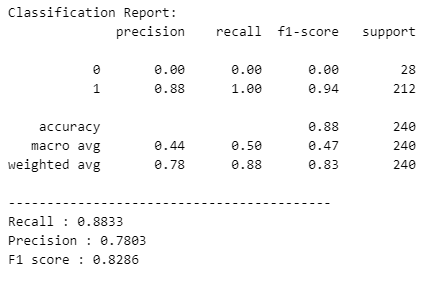 Classification Report:
precision recall f1-score support
0 0.00 0.00 0.00 28
1 0.88 1.00 0.94 212
accuracy 0.88 240
macro avg 0.44 0.50 0.47 240
weighted avg 0.78 0.88 0.83 240
------------------------------------------
Recall : 0.8833
Precision : 0.7803
F1 score : 0.8286